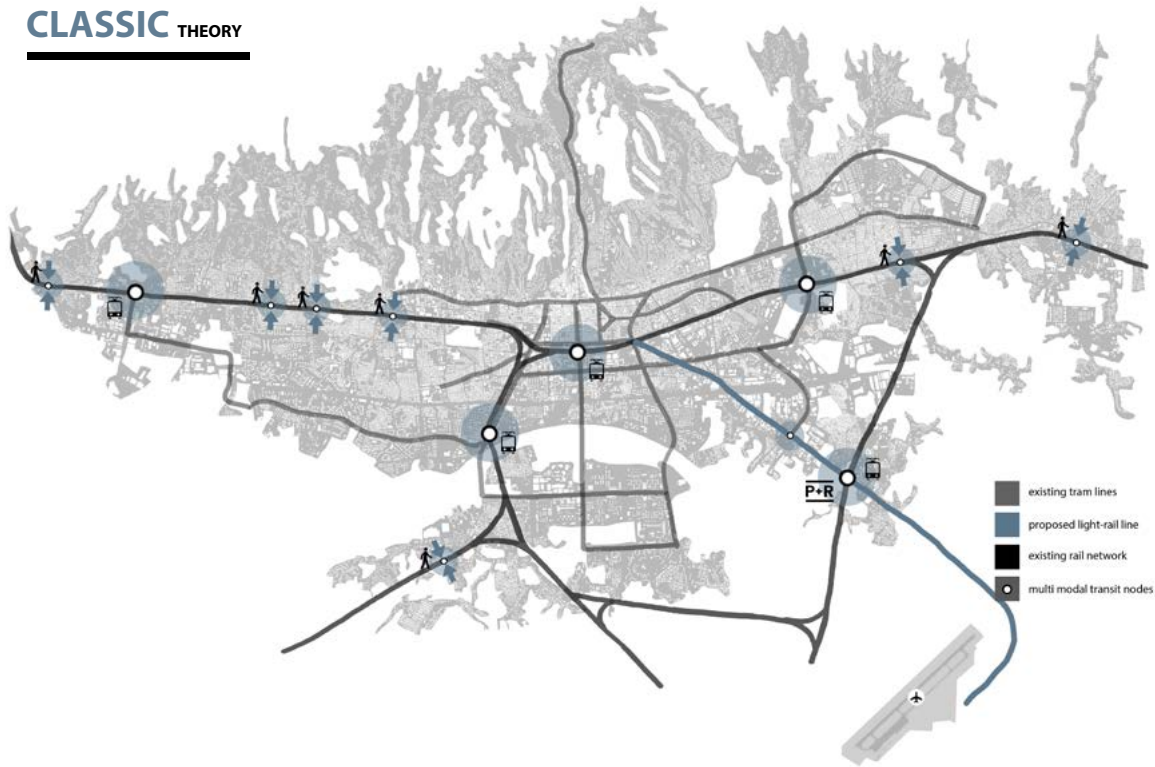 CLASSIC THEORY
P+R
existing tram lines
proposed light-rail line
existing rail network
multi modal transit nodes